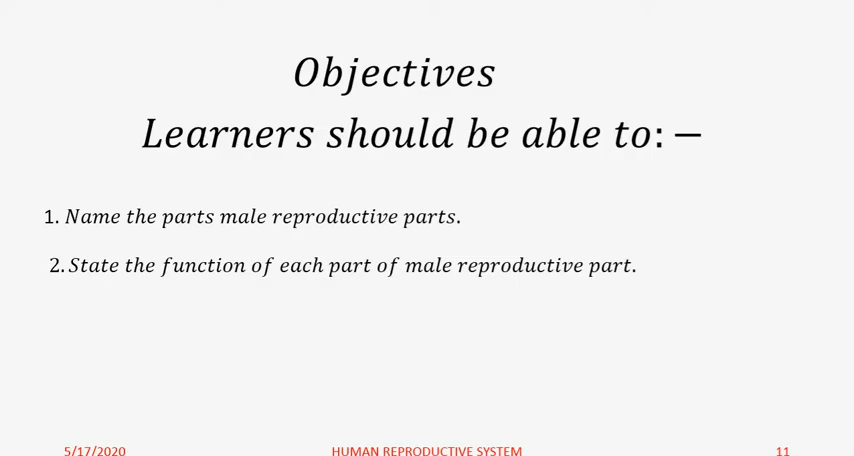 Objectives
Learners should be able to: −
1. Name the parts male reproductive parts.
2. State the function of each part of male reproductive part.
5/17/2020 HUMAN REPRODUCTIVE SYSTEM 11